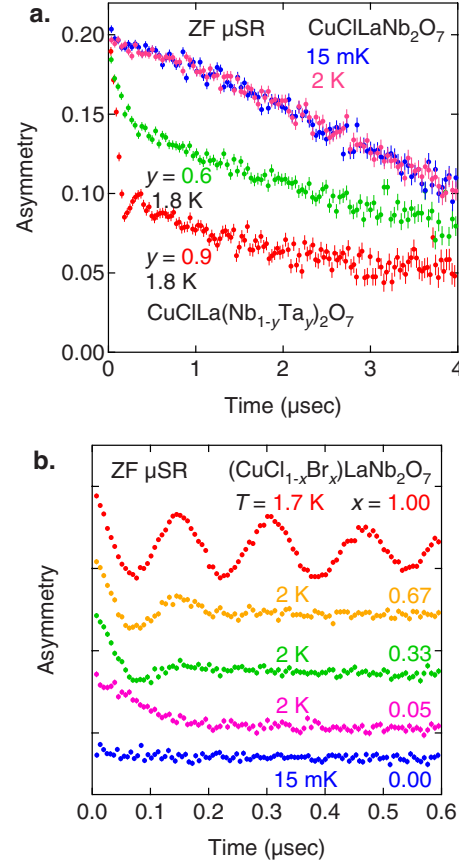 a.
ZF µSR
CuClLaNb₂O₇
15 mK
2 K
y = 0.6
1.8 K
y = 0.9
1.8 K
CuClLa(Nb₁₋yTay)₂O₇
Asymmetry
0.20
0.15
0.10
0.05
0.00
0 1 2 3 4
Time (µsec)
b.
ZF µSR
(CuCl₁₋ₓBrₓ)LaNb₂O₇
T = 1.7 K x = 1.00
2 K 0.67
2 K 0.33
2 K 0.05
15 mK 0.00
Asymmetry
0.0 0.1 0.2 0.3 0.4 0.5 0.6
Time (µsec)